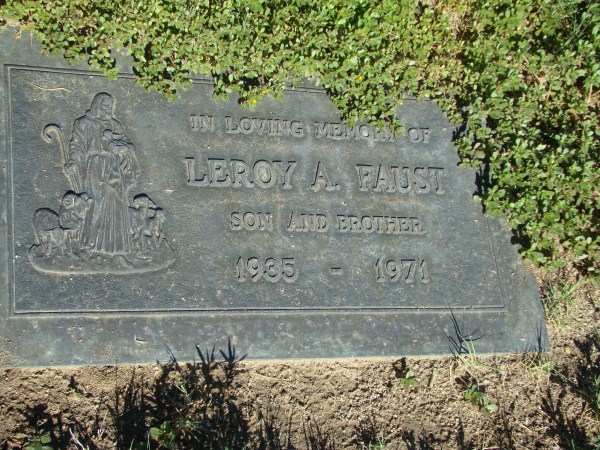 IN LOVING MEMORY OF
LEROY A. FAUST
SON AND BROTHER
1935 - 1971